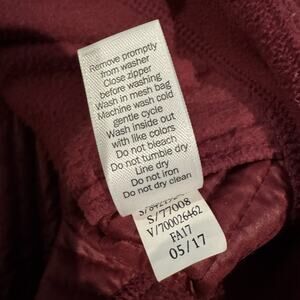 Remove promptly
from washer
Close zipper
before washing
Wash in mesh bag
Machine wash cold
gentle cycle
Wash inside out
with like colors
Do not bleach
Do not tumble dry
Line dry
Do not iron
Do not dry clean
S/77008
V/700026462
FA17
05/17